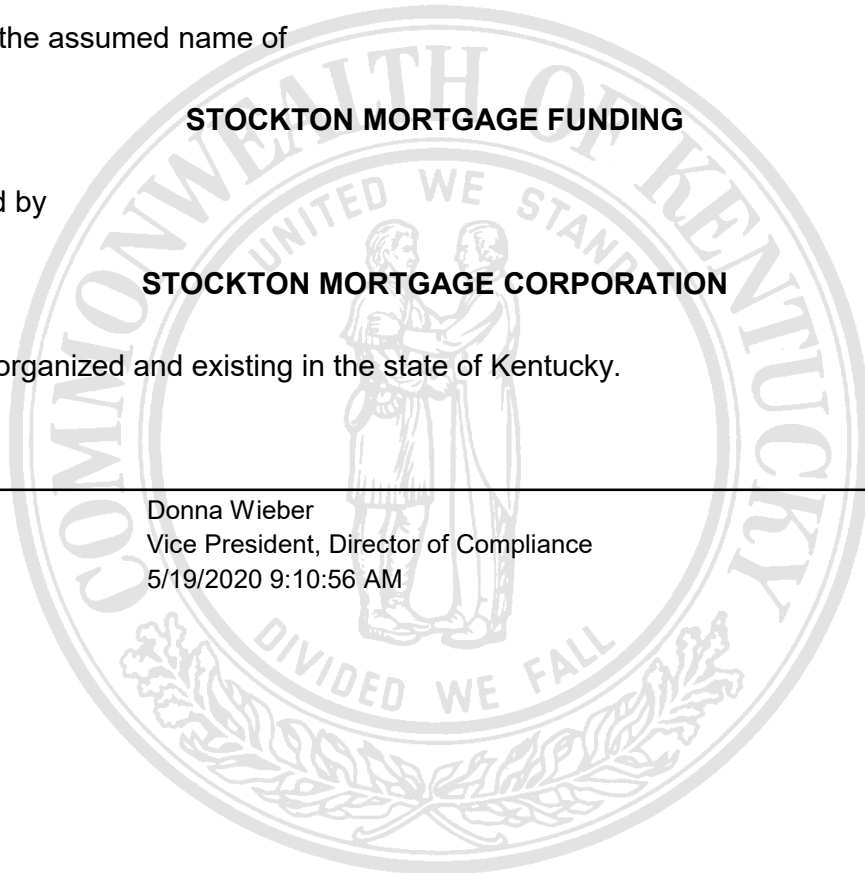 the assumed name of
STOCKTON MORTGAGE FUNDING
d by
STOCKTON MORTGAGE CORPORATION
organized and existing in the state of Kentucky.
Donna Wieber
Vice President, Director of Compliance
5/19/2020 9:10:56 AM
COMMONWEALTH OF KENTUCKY
UNITED WE STAND
DIVIDED WE FALL